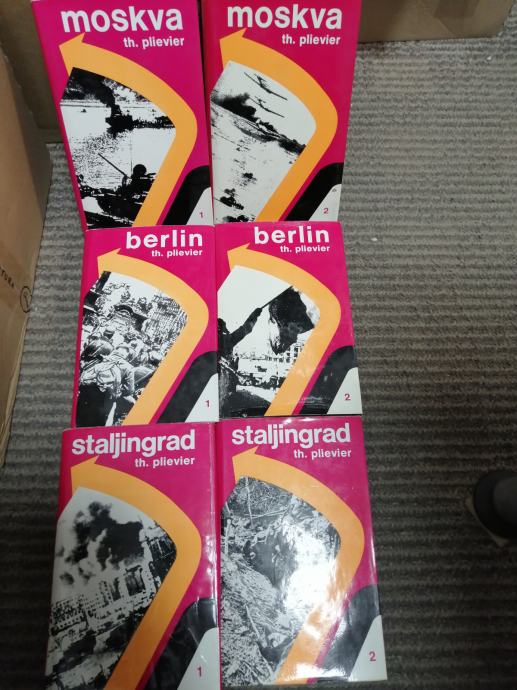 moskva
th. plievier
1
moskva
th. plievier
2
berlin
th. plievier
1
berlin
th. plievier
2
staljingrad
th. plievier
1
staljingrad
th. plievier
2